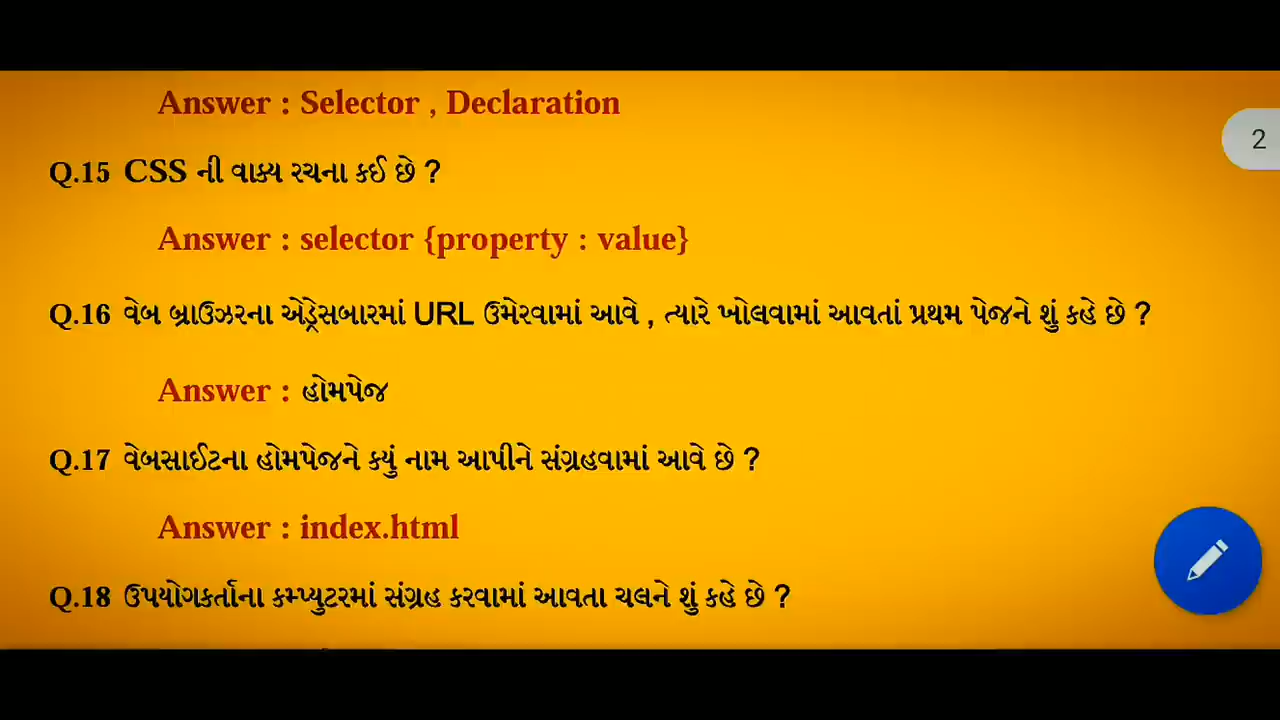 Answer : Selector , Declaration
2
Q.15 CSS ની વાક્ય રચના કઈ છે ?
Answer : selector {property : value}
Q.16 વેબ બ્રાઉઝરના એડ્રેસબારમાં URL ઉમેરવામાં આવે , ત્યારે ખોલવામાં આવતાં પ્રથમ પેજને શું કહે છે ?
Answer : હોમપેજ
Q.17 વેબસાઈટના હોમપેજને ક્યું નામ આપીને સંગ્રહવામાં આવે છે ?
Answer : index.html
Q.18 ઉપયોગકર્તાના કમ્પ્યુટરમાં સંગ્રહ કરવામાં આવતા ચલને શું કહે છે ?